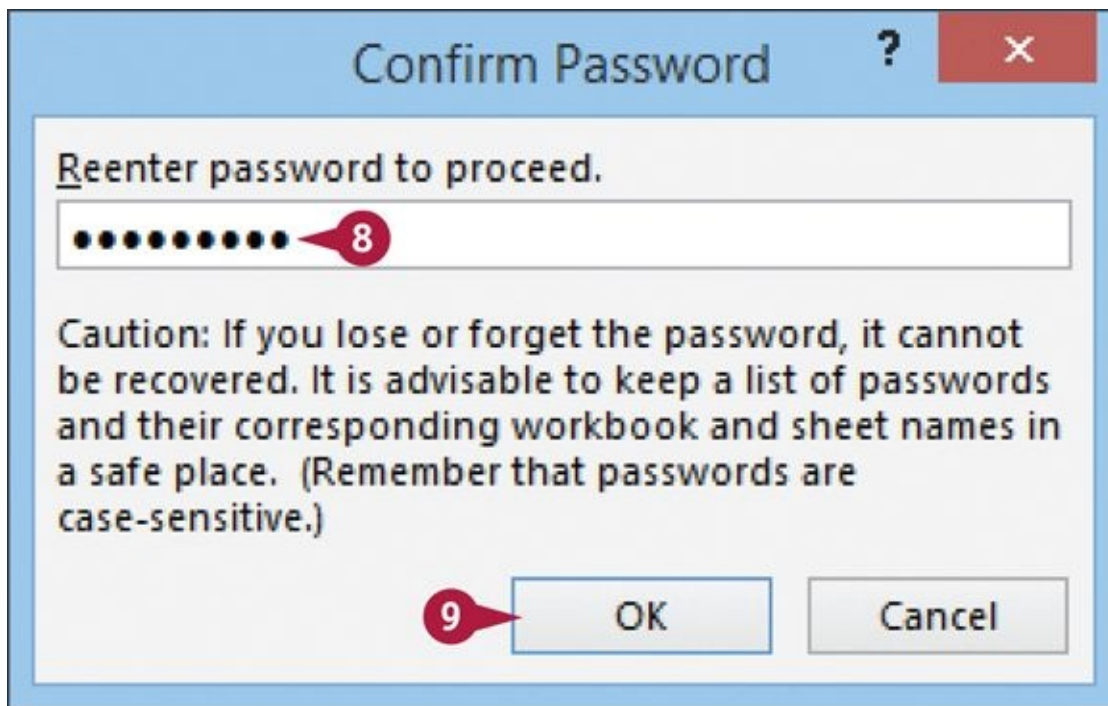 Confirm Password
?
×
Reenter password to proceed.
●●●●●●●●●
8
Caution: If you lose or forget the password, it cannot
be recovered. It is advisable to keep a list of passwords
and their corresponding workbook and sheet names in
a safe place.  (Remember that passwords are
case-sensitive.)
9
OK
Cancel